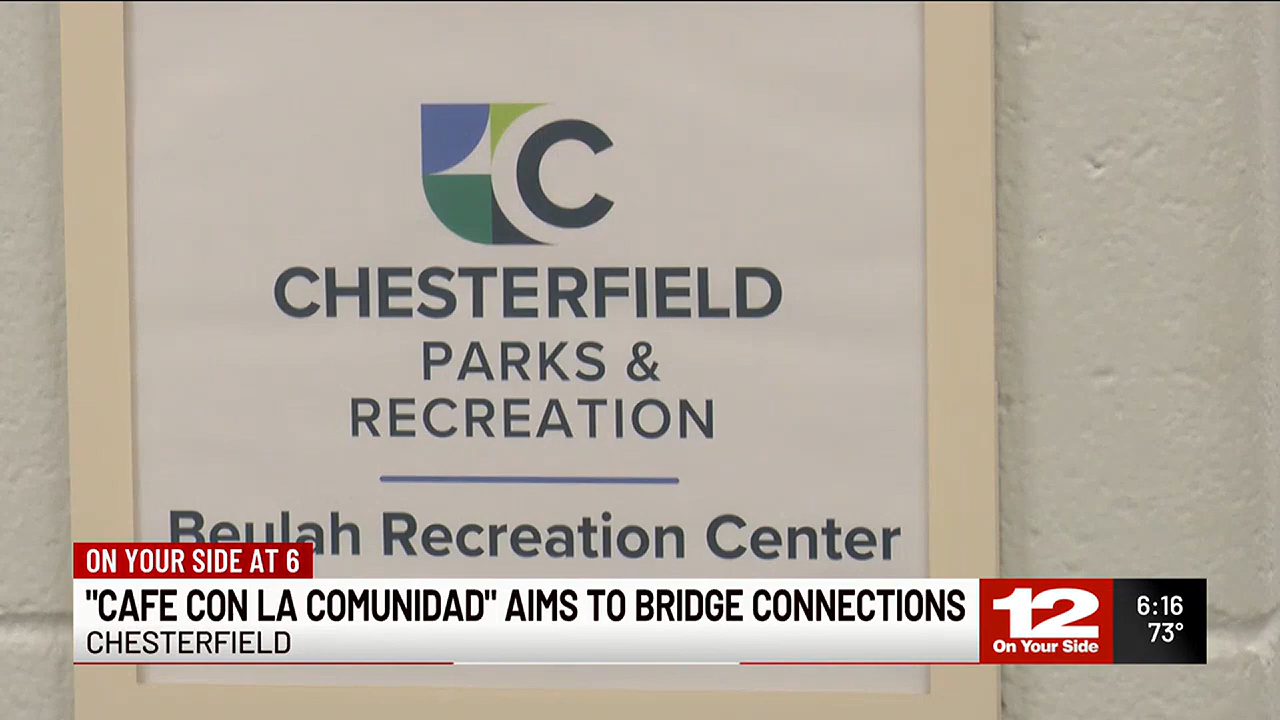 C
CHESTERFIELD
PARKS &
RECREATION
Beulah Recreation Center
ON YOUR SIDE AT 6
"CAFE CON LA COMUNIDAD" AIMS TO BRIDGE CONNECTIONS
CHESTERFIELD
12
On Your Side
6:16
73°